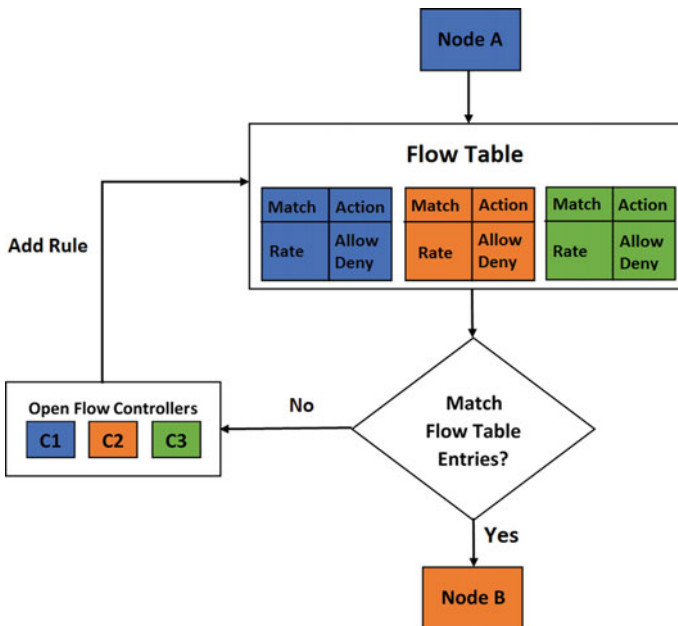 Node A
Flow Table
Match Action
Rate Allow
Deny
Match Action
Rate Allow
Deny
Match Action
Rate Allow
Deny
Add Rule
Open Flow Controllers
C1 C2 C3
No
Match
Flow Table
Entries?
Yes
Node B